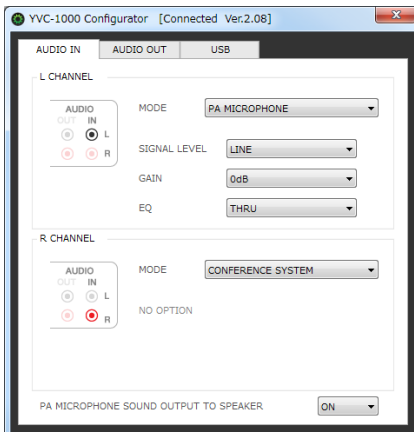 YVC-1000 Configurator [Connected Ver.2.08]
AUDIO IN AUDIO OUT USB
L CHANNEL
AUDIO
OUT IN
L
R
MODE PA MICROPHONE
SIGNAL LEVEL LINE
GAIN 0dB
EQ THRU
R CHANNEL
AUDIO
OUT IN
L
R
MODE CONFERENCE SYSTEM
NO OPTION
PA MICROPHONE SOUND OUTPUT TO SPEAKER ON